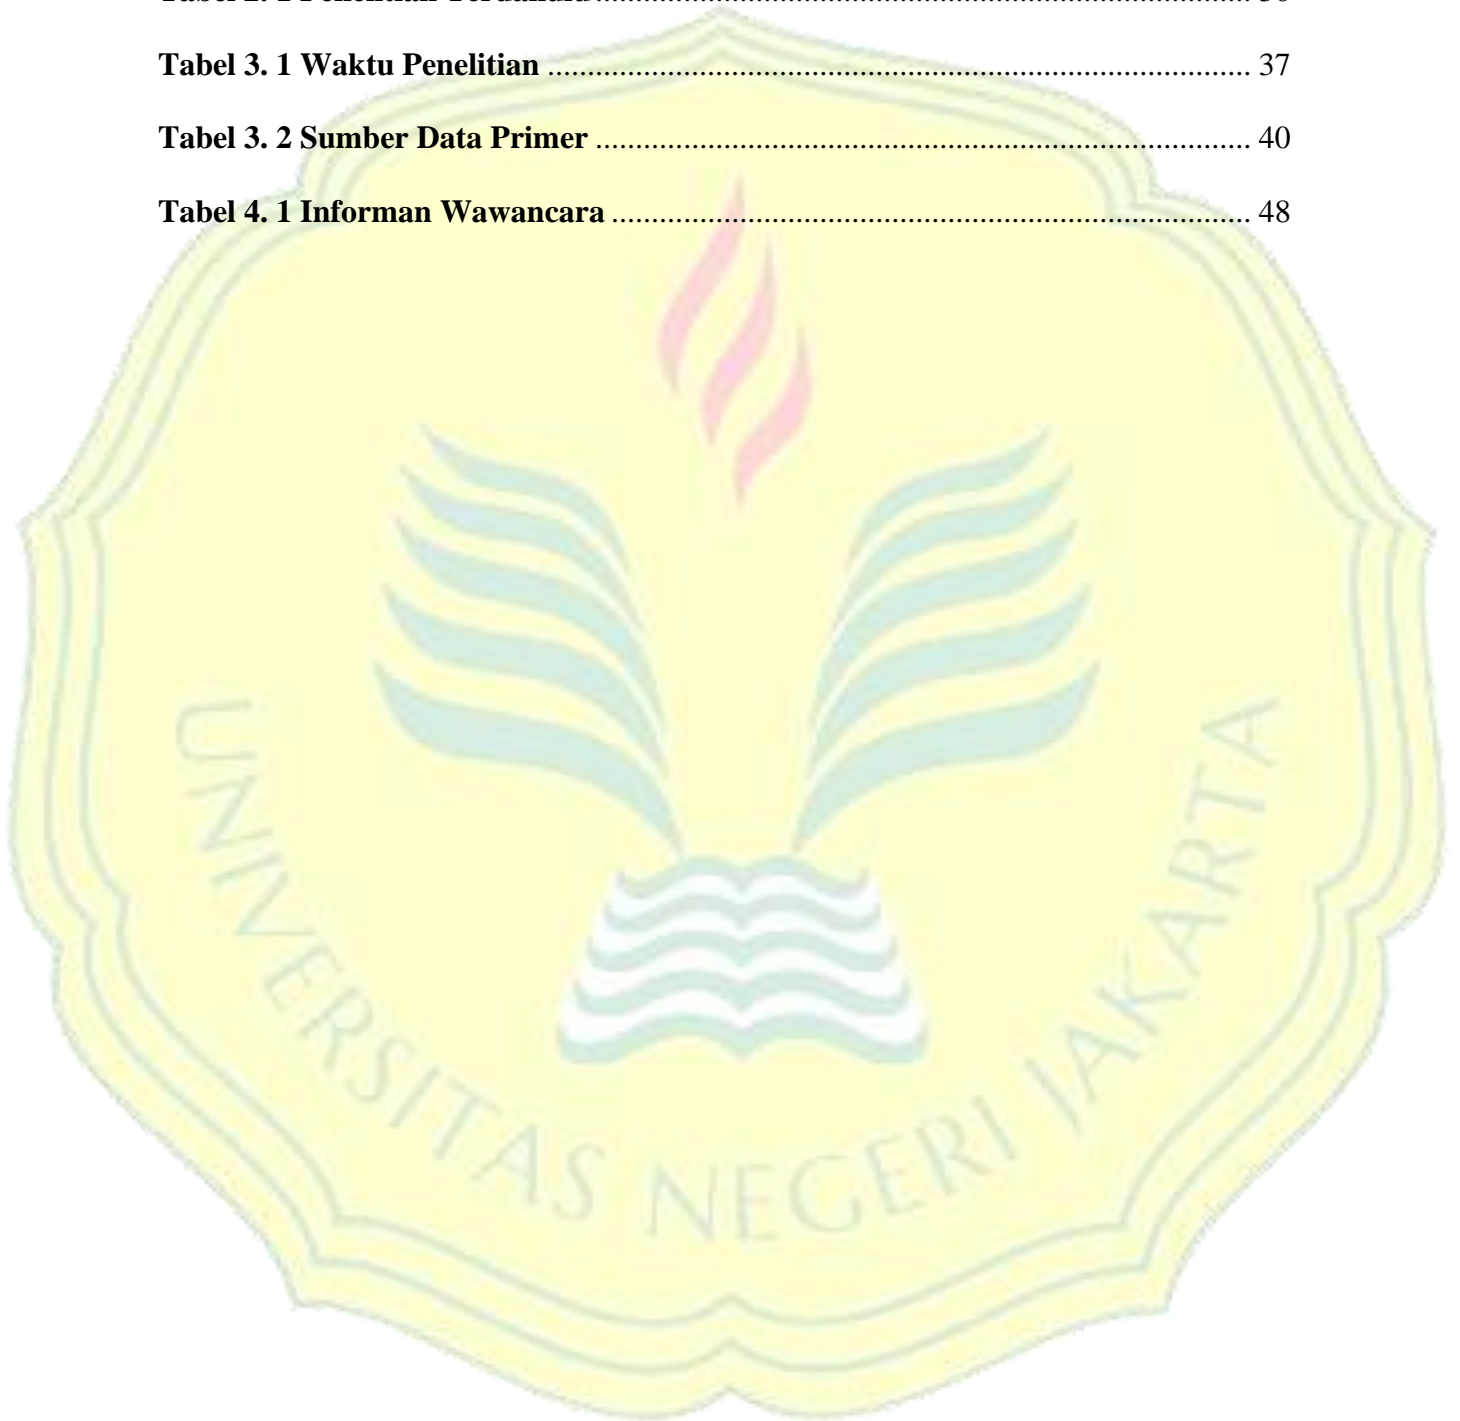 Tabel 3. 1 Waktu Penelitian ........................................................................................ 37
Tabel 3. 2 Sumber Data Primer .................................................................................. 40
Tabel 4. 1 Informan Wawancara ................................................................................ 48
UNIVERSITAS NEGERI JAKARTA